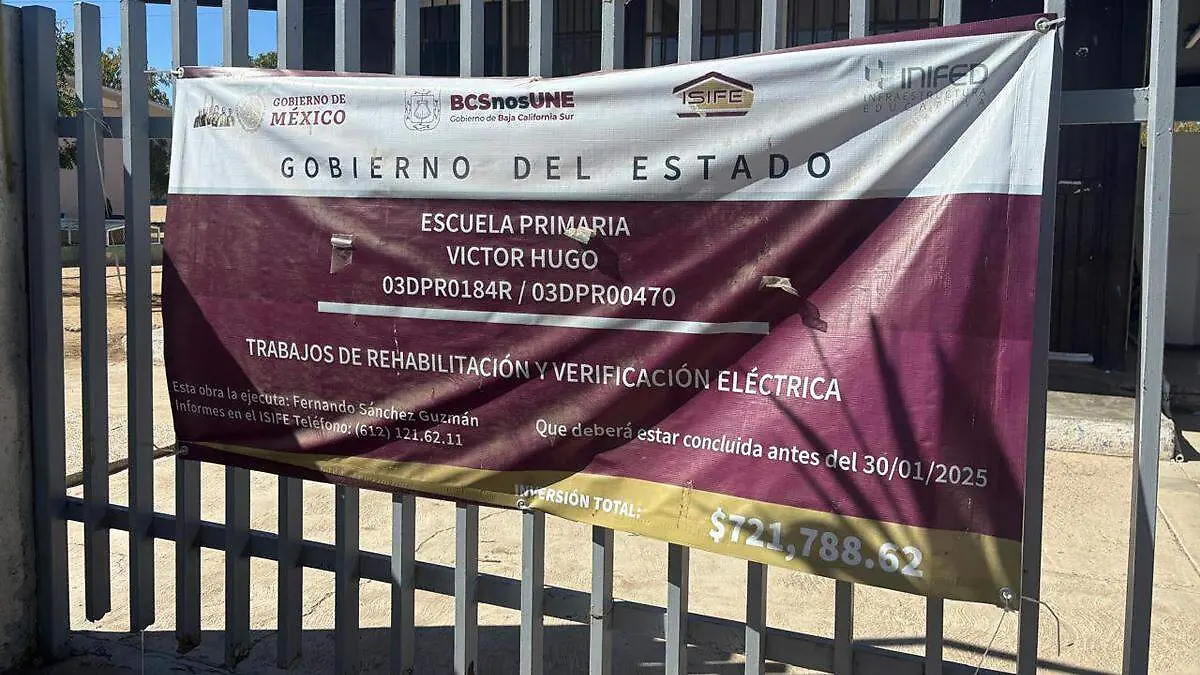 GOBIERNO DE
MÉXICO
BCSnosUNE
Gobierno de Baja California Sur
ISIFE
INIFED
INFRAESTRUCTURA
EDUCATIVA
GOBIERNO DEL ESTADO
ESCUELA PRIMARIA
VICTOR HUGO
03DPR0184R / 03DPR00470
TRABAJOS DE REHABILITACIÓN Y VERIFICACIÓN ELÉCTRICA
Esta obra la ejecuta: Fernando Sánchez Guzmán
Informes en el ISIFE Teléfono: (612) 121.62.11
Que deberá estar concluida antes del 30/01/2025
INVERSIÓN TOTAL:
$721,788.62